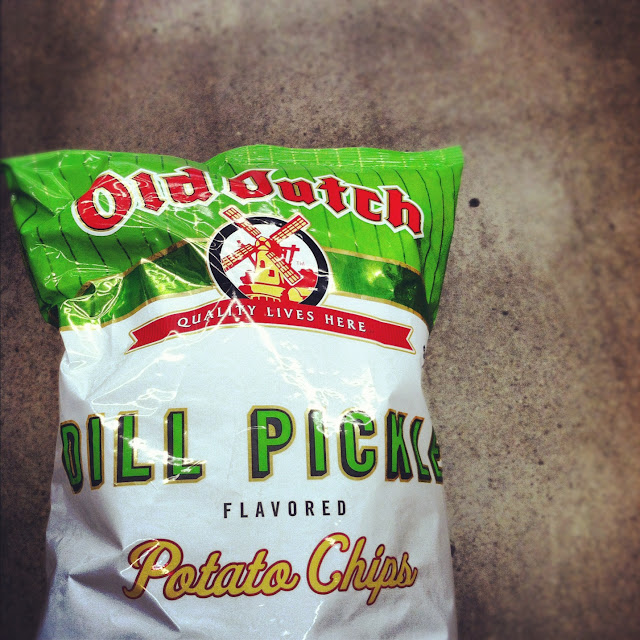 Old Dutch
QUALITY LIVES HERE
DILL PICKLE
FLAVORED
Potato Chips